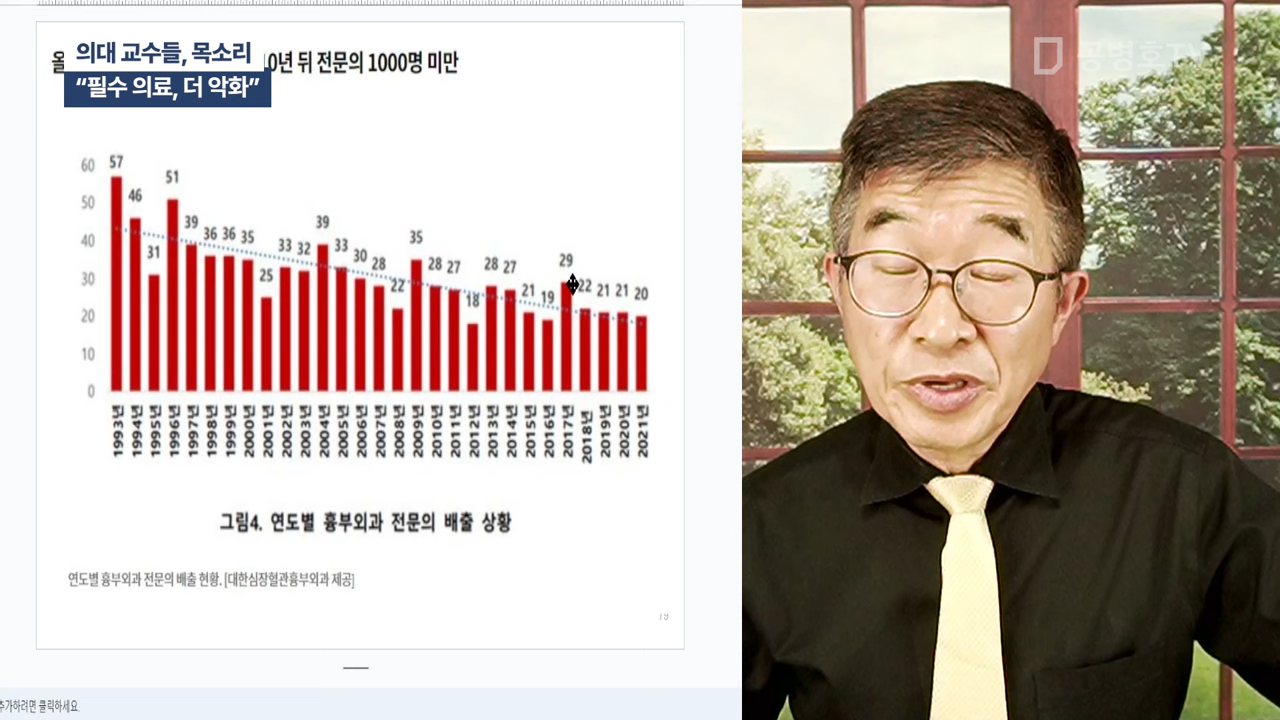 의대 교수들, 목소리
“필수 의료, 더 악화”
10년 뒤 전문의 1000명 미만
공병호TV
60
50
40
30
20
10
0
57 46 31 51 39 36 36 35 25 33 32 39 33 30 28 22 35 28 27 18 28 27 21 19 29 22 21 21 20
1993년 1994년 1995년 1996년 1997년 1998년 1999년 2000년 2001년 2002년 2003년 2004년 2005년 2006년 2007년 2008년 2009년 2010년 2011년 2012년 2013년 2014년 2015년 2016년 2017년 2018년 2019년 2020년 2021년
그림4. 연도별 흉부외과 전문의 배출 상황
연도별 흉부외과 전문의 배출 현황. [대한심장혈관흉부외과 제공]
추가하려면 클릭하세요